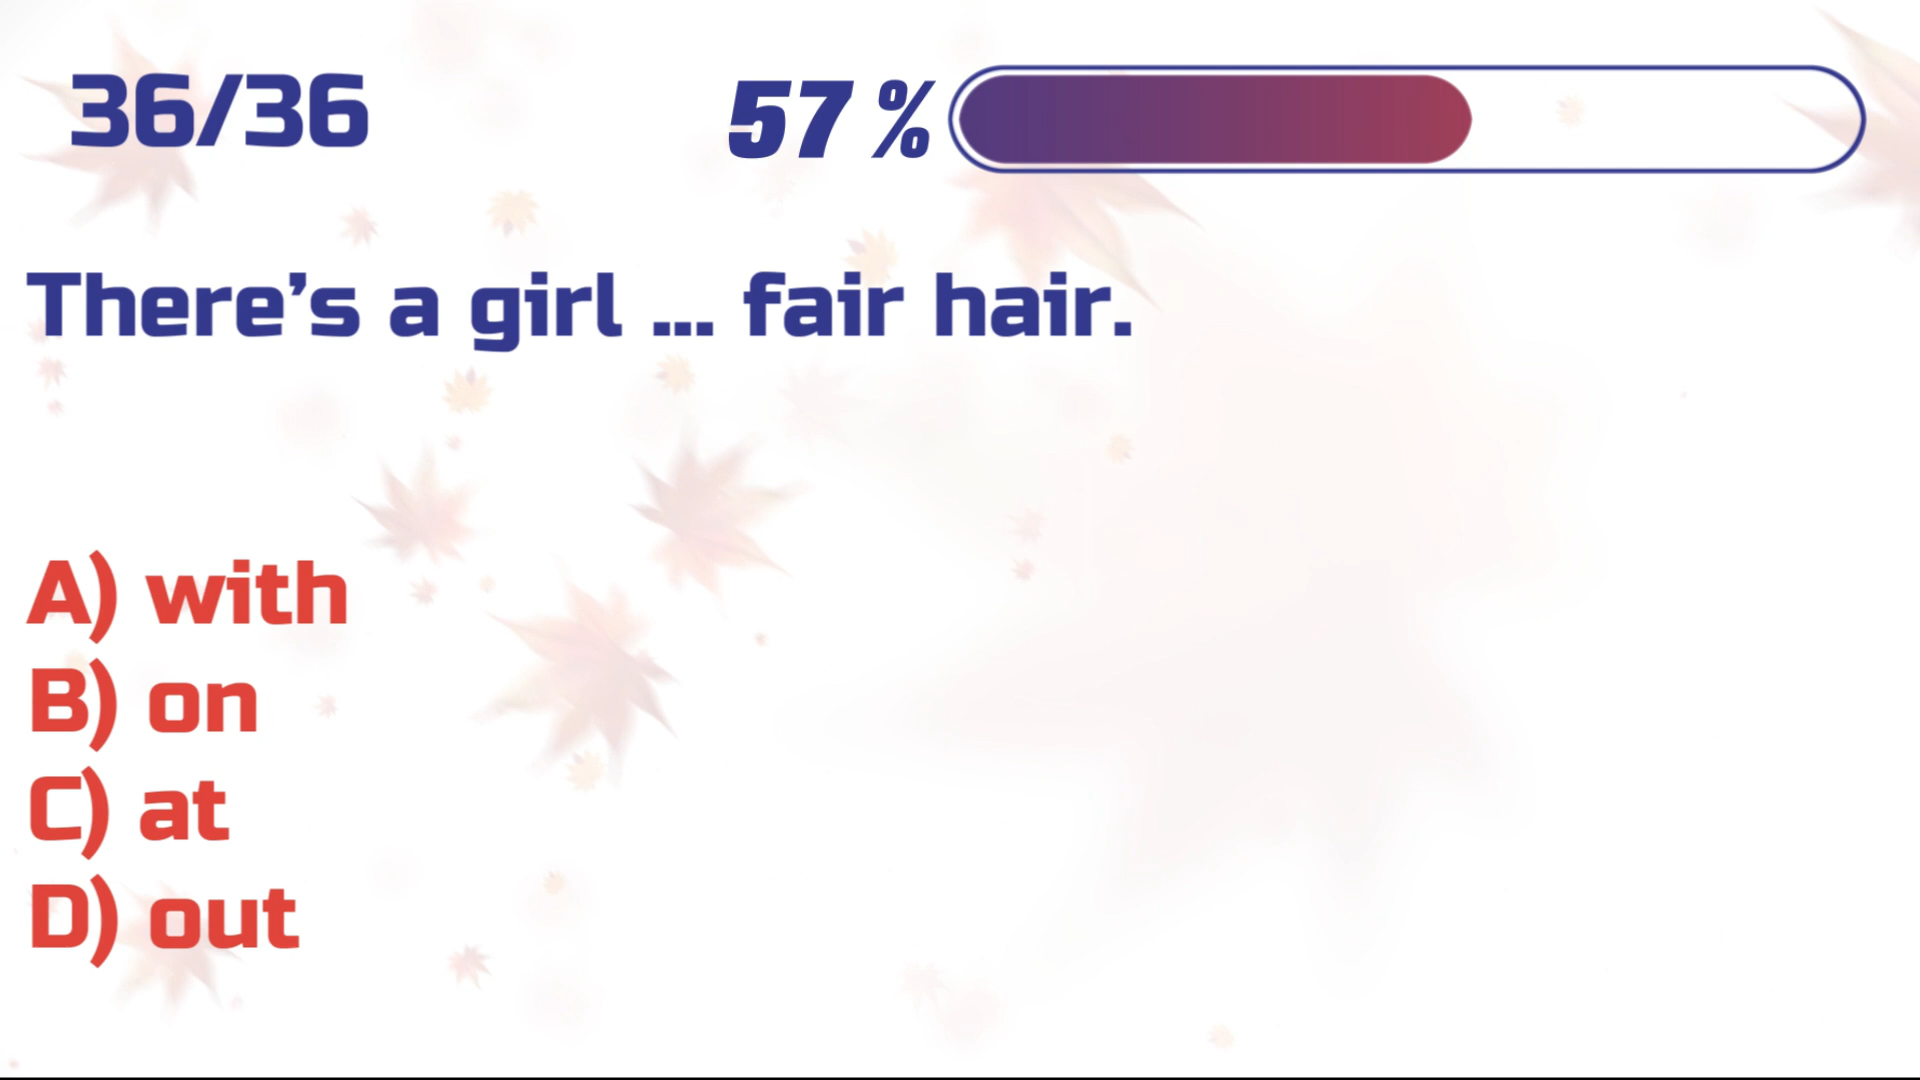 36/36
57 %
There’s a girl ... fair hair.
A) with
B) on
C) at
D) out